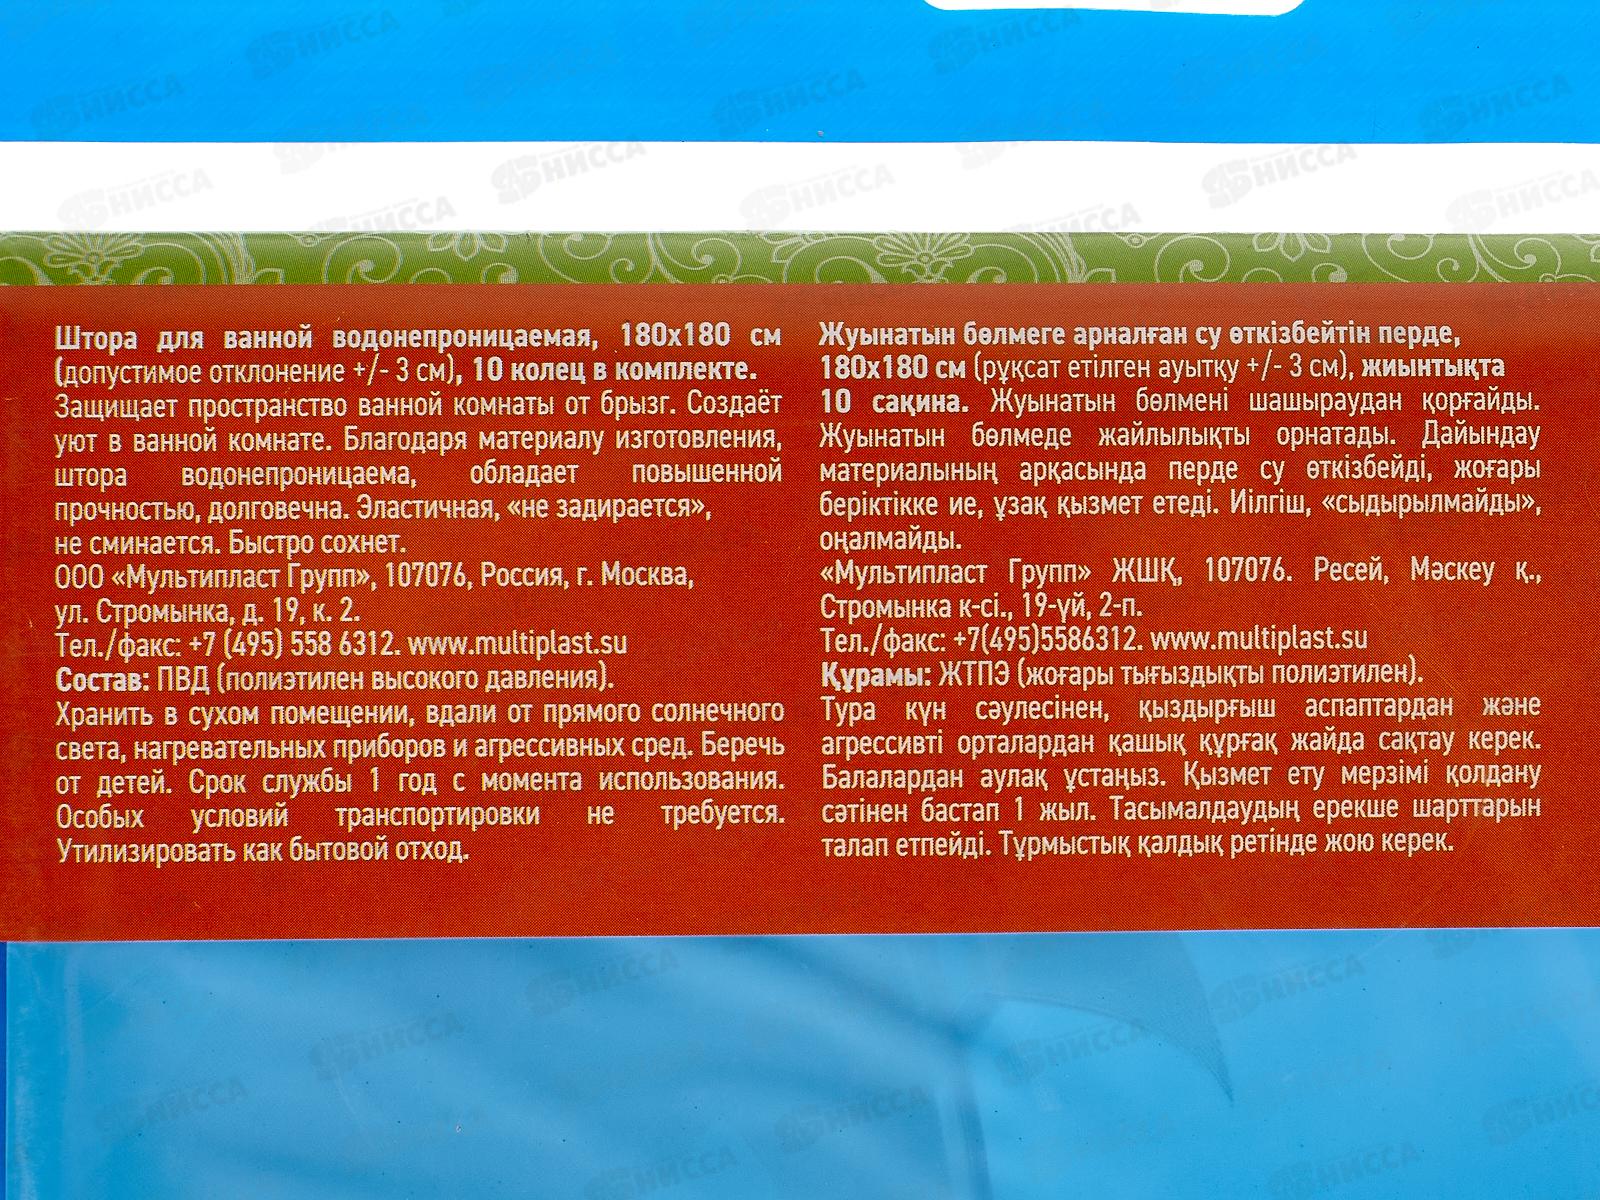 Штора для ванной водонепроницаемая, 180х180 см
(допустимое отклонение +/- 3 см), 10 колец в комплекте.
Защищает пространство ванной комнаты от брызг. Создаёт
уют в ванной комнате. Благодаря материалу изготовления,
штора водонепроницаема, обладает повышенной
прочностью, долговечна. Эластичная, «не задирается»,
не сминается. Быстро сохнет.
ООО «Мультипласт Групп», 107076, Россия, г. Москва,
ул. Стромынка, д. 19, к. 2.
Тел./факс: +7 (495) 558 6312. www.multiplast.su
Состав: ПВД (полиэтилен высокого давления).
Хранить в сухом помещении, вдали от прямого солнечного
света, нагревательных приборов и агрессивных сред. Беречь
от детей. Срок службы 1 год с момента использования.
Особых условий транспортировки не требуется.
Утилизировать как бытовой отход.
Жуынатын бөлмеге арналған су өткізбейтін перде,
180х180 см (рұқсат етілген ауытқу +/- 3 см), жиынтықта
10 сақина. Жуынатын бөлмені шашыраудан қорғайды.
Жуынатын бөлмеде жайлылықты орнатады. Дайындау
материалының арқасында перде су өткізбейді, жоғары
беріктікке ие, ұзақ қызмет етеді. Иілгіш, «сыдырылмайды»,
оңалмайды.
«Мультипласт Групп» ЖШҚ, 107076. Ресей, Мәскеу қ.,
Стромынка к-сі., 19-үй, 2-п.
Тел./факс: +7(495)5586312. www.multiplast.su
Құрамы: ЖТПЭ (жоғары тығыздықты полиэтилен).
Тура күн сәулесінен, қыздырғыш аспаптардан және
агрессивті орталардан қашық құрғақ жайда сақтау керек.
Балалардан аулақ ұстаңыз. Қызмет ету мерзімі қолдану
сәтінен бастап 1 жыл. Тасымалдаудың ерекше шарттарын
талап етпейді. Тұрмыстық қалдық ретінде жою керек.